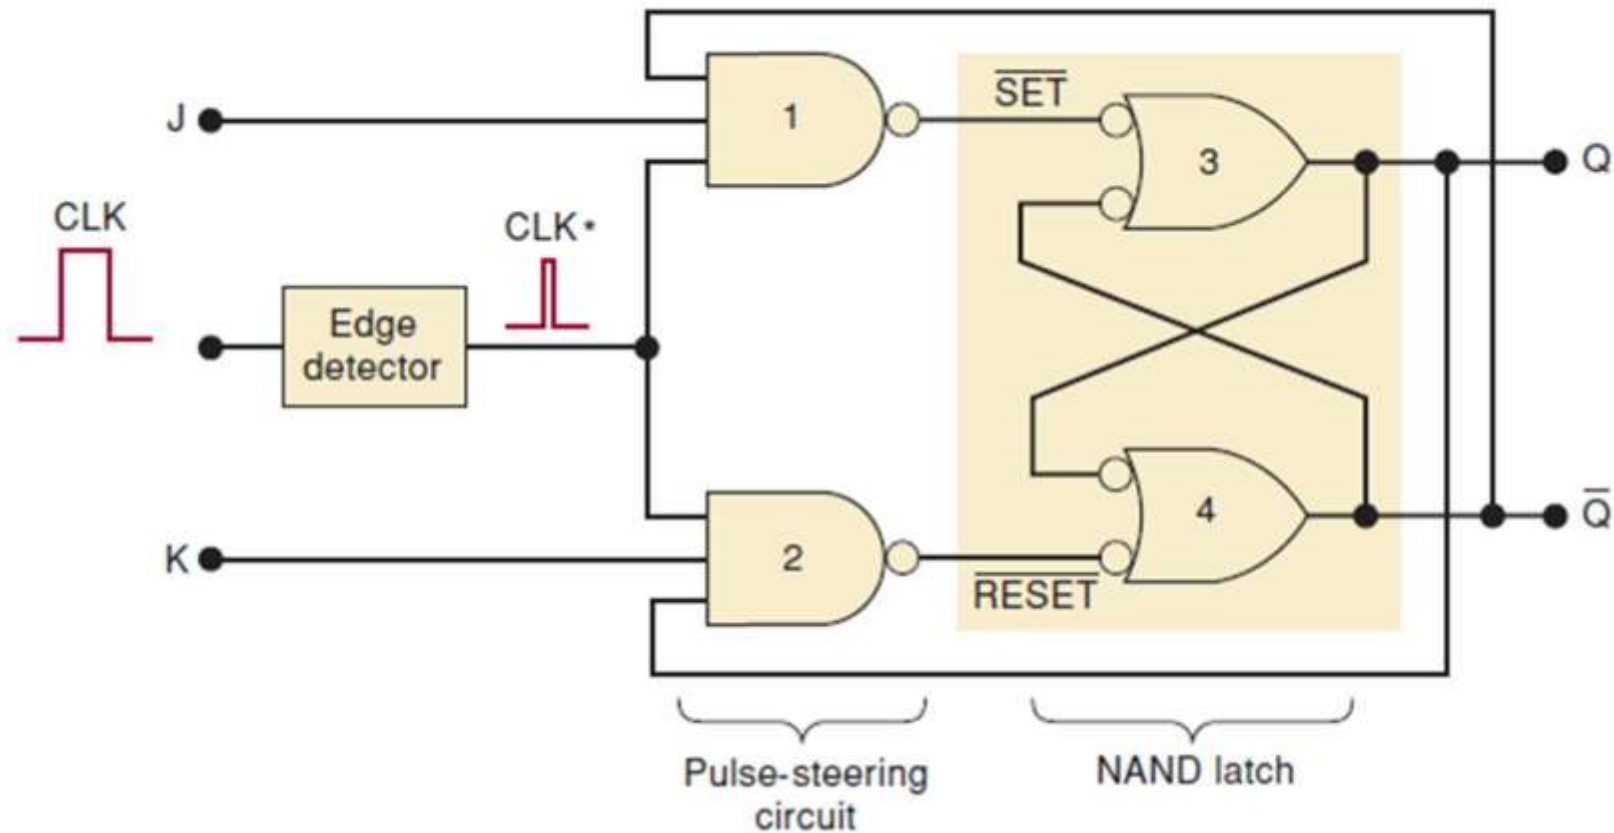 J
1
SET
3
Q
CLK
CLK*
Edge
detector
K
2
RESET
4
Q̅
Pulse-steering
circuit
NAND latch